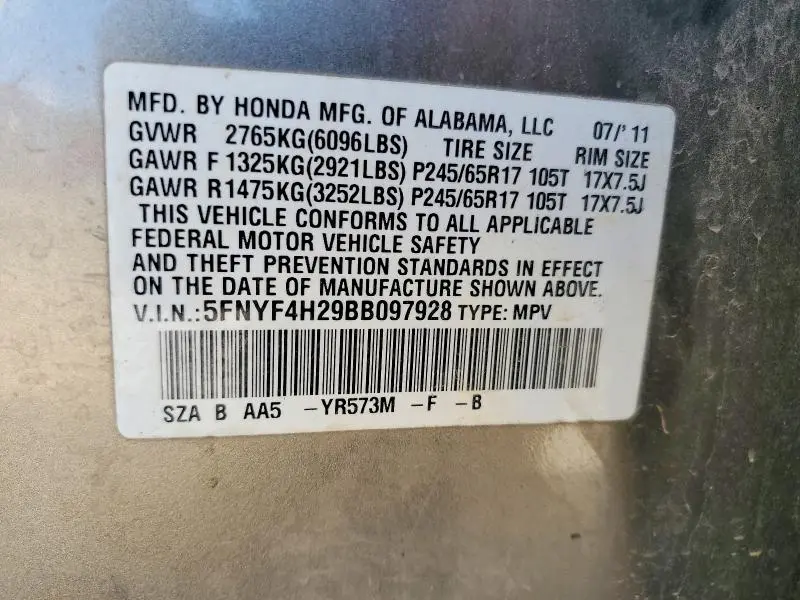 MFD. BY HONDA MFG. OF ALABAMA, LLC 07/'11
GVWR 2765KG(6096LBS) TIRE SIZE RIM SIZE
GAWR F 1325KG(2921LBS) P245/65R17 105T 17X7.5J
GAWR R1475KG(3252LBS) P245/65R17 105T 17X7.5J
THIS VEHICLE CONFORMS TO ALL APPLICABLE
FEDERAL MOTOR VEHICLE SAFETY
AND THEFT PREVENTION STANDARDS IN EFFECT
ON THE DATE OF MANUFACTURE SHOWN ABOVE.
V.I.N.:5FNYF4H29BB097928 TYPE: MPV
SZA B AA5 -YR573M -F -B